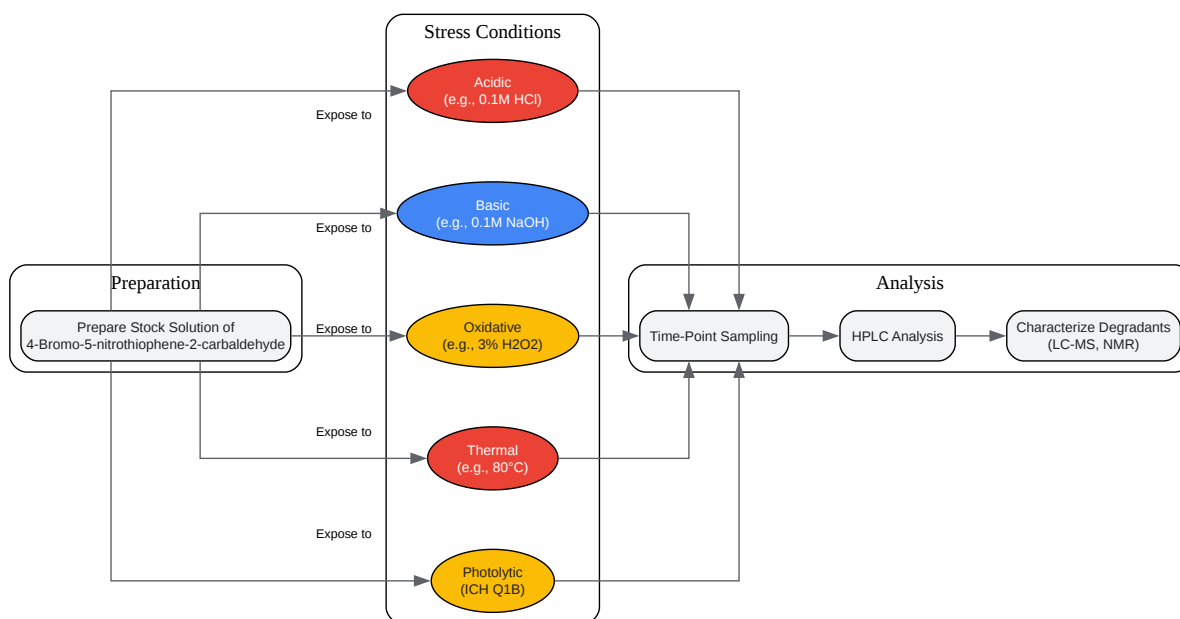 Stress Conditions
Acidic
(e.g., 0.1M HCl)
Expose to
Basic
(e.g., 0.1M NaOH)
Expose to
Preparation
Prepare Stock Solution of
4-Bromo-5-nitrothiophene-2-carbaldehyde
Expose to
Oxidative
(e.g., 3% H2O2)
Analysis
Time-Point Sampling
HPLC Analysis
Characterize Degradants
(LC-MS, NMR)
Expose to
Thermal
(e.g., 80°C)
Expose to
Photolytic
(ICH Q1B)